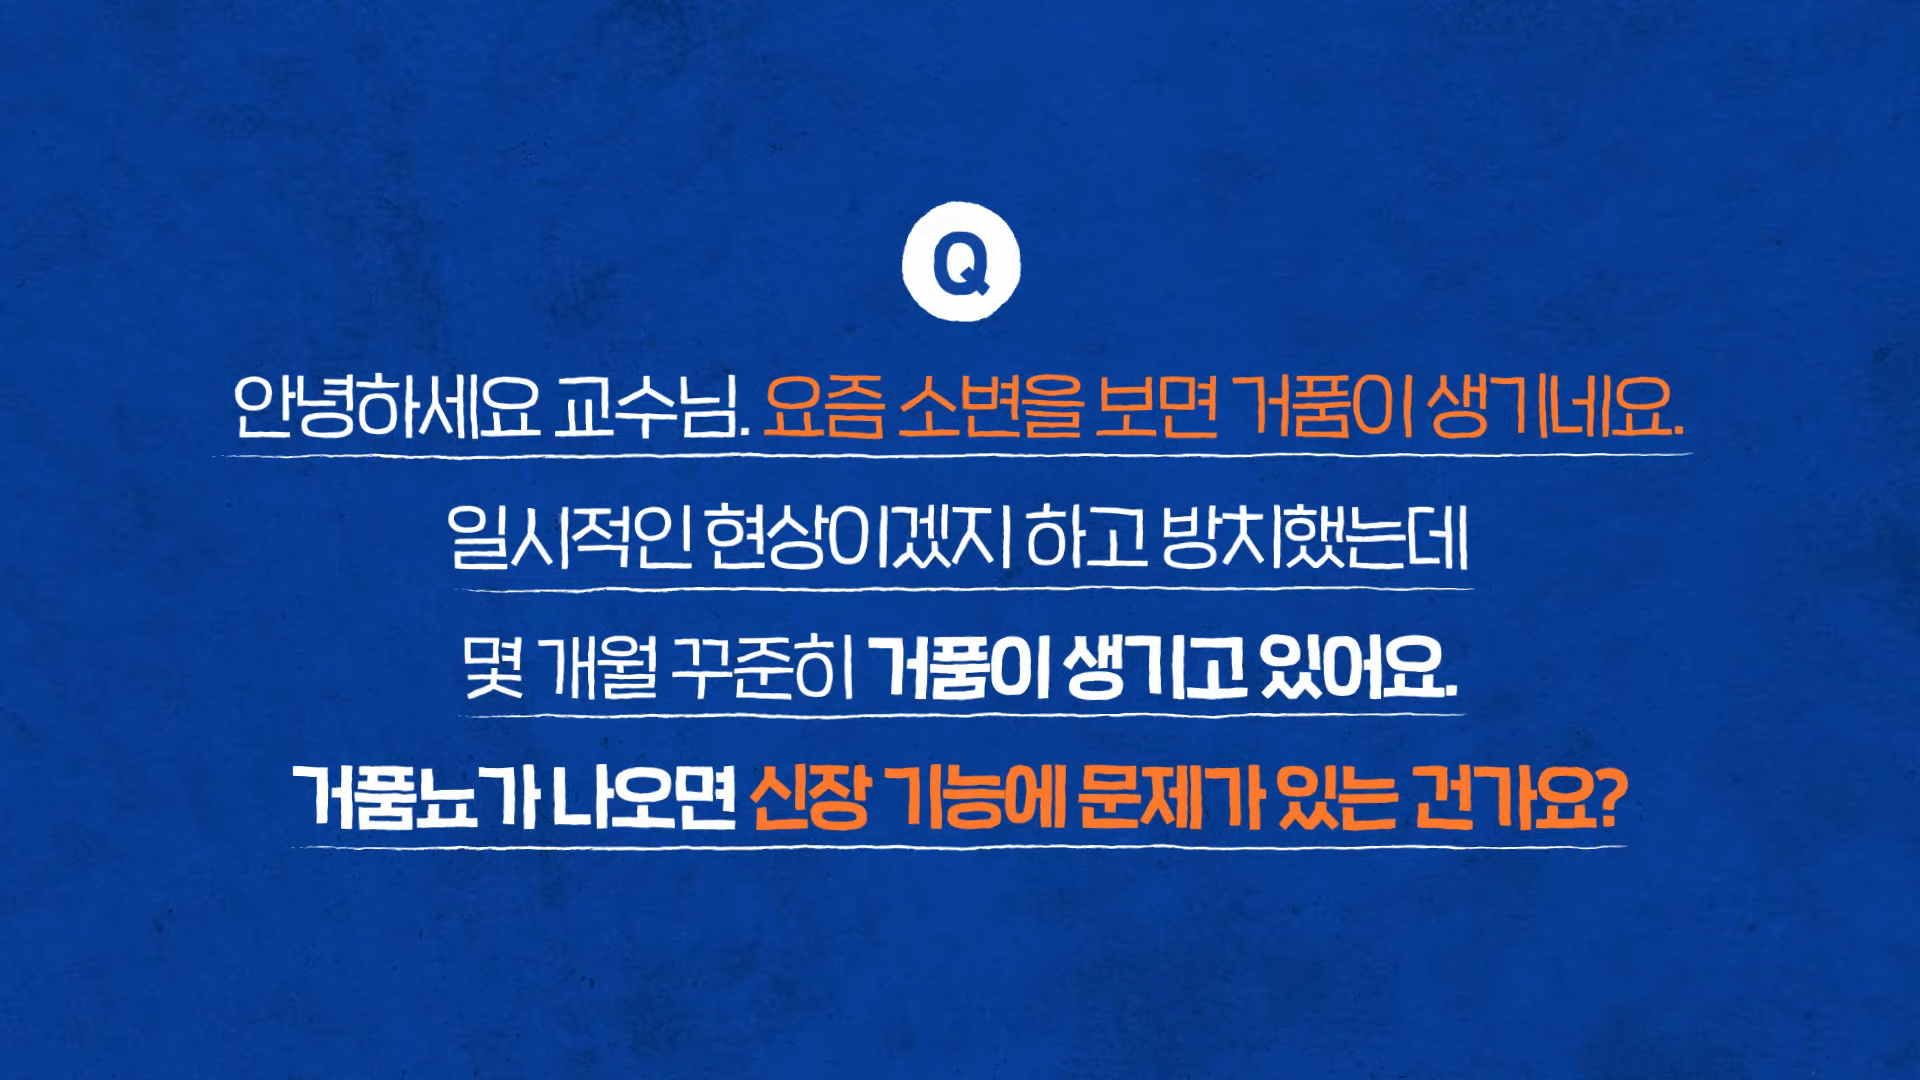 Q
안녕하세요 교수님. 요즘 소변을 보면 거품이 생기네요.
일시적인 현상이겠지 하고 방치했는데
몇 개월 꾸준히 거품이 생기고 있어요.
거품뇨가 나오면 신장 기능에 문제가 있는 건가요?